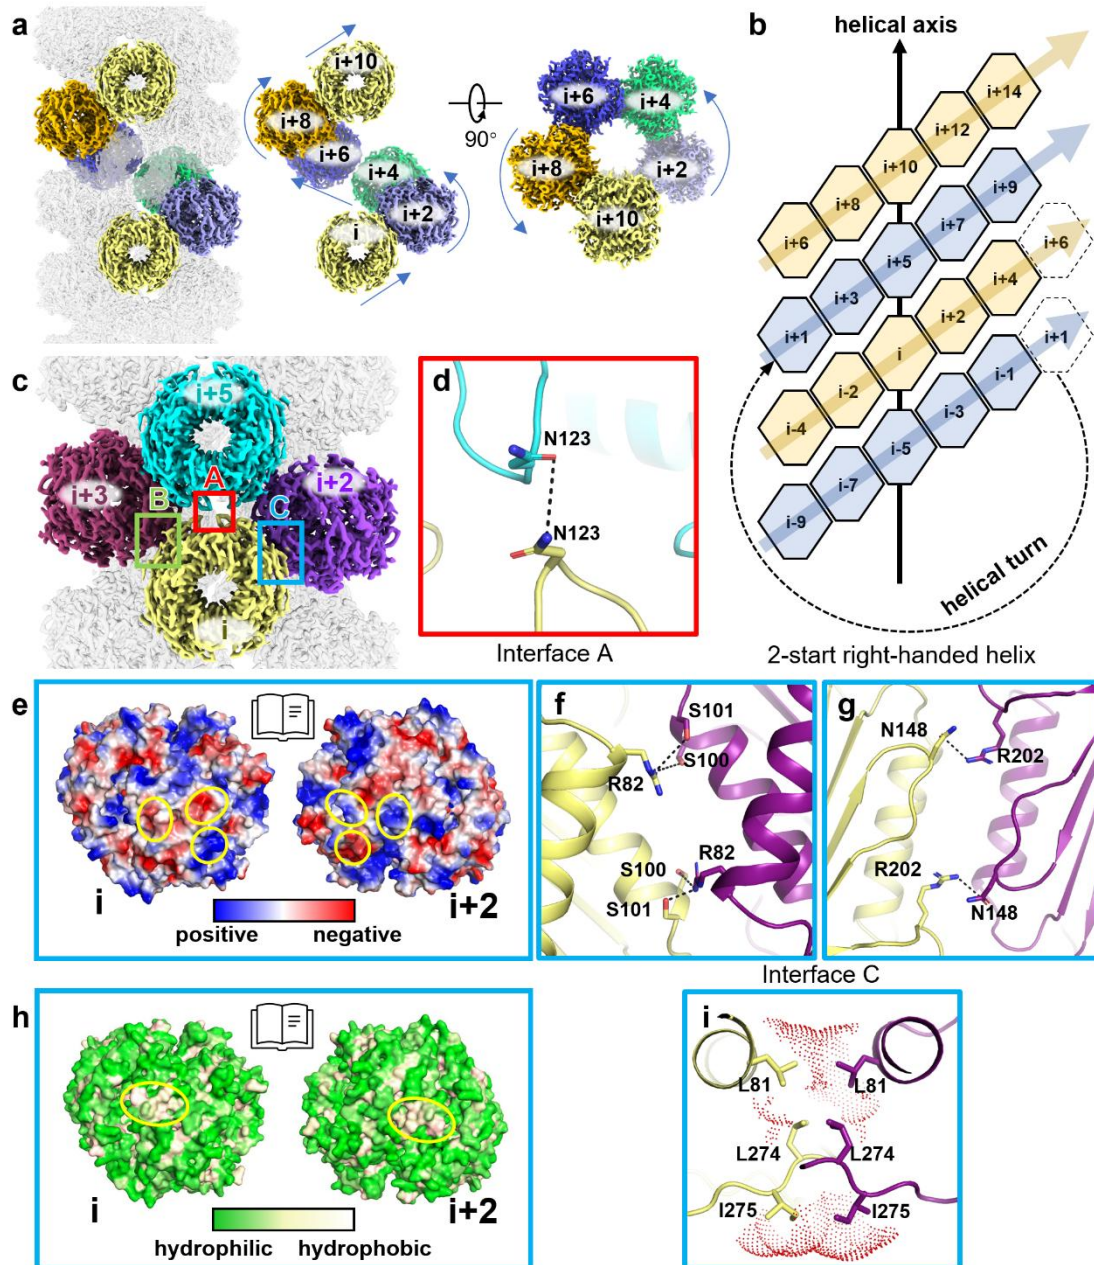 a
i+10
i+8
i+6
i+4
i+2
i
90°
i+6
i+4
i+8
i+2
i+10
b
helical axis
i+14
i+12
i+10
i+8
i+6
i+9
i+7
i+5
i+3
i+1
i+6
i+4
i+2
i
i-2
i-4
i+1
i-1
i-3
i-5
i-7
i-9
helical turn
2-start right-handed helix
c
i+5
A
B
C
i+3
i+2
i
d
N123
N123
Interface A
e
i
i+2
positive negative
f
S101
S100
R82
S100
R82
S101
g
N148
R202
R202
N148
Interface C
h
i
i+2
hydrophilic hydrophobic
i
L81
L81
L274
L274
I275
I275